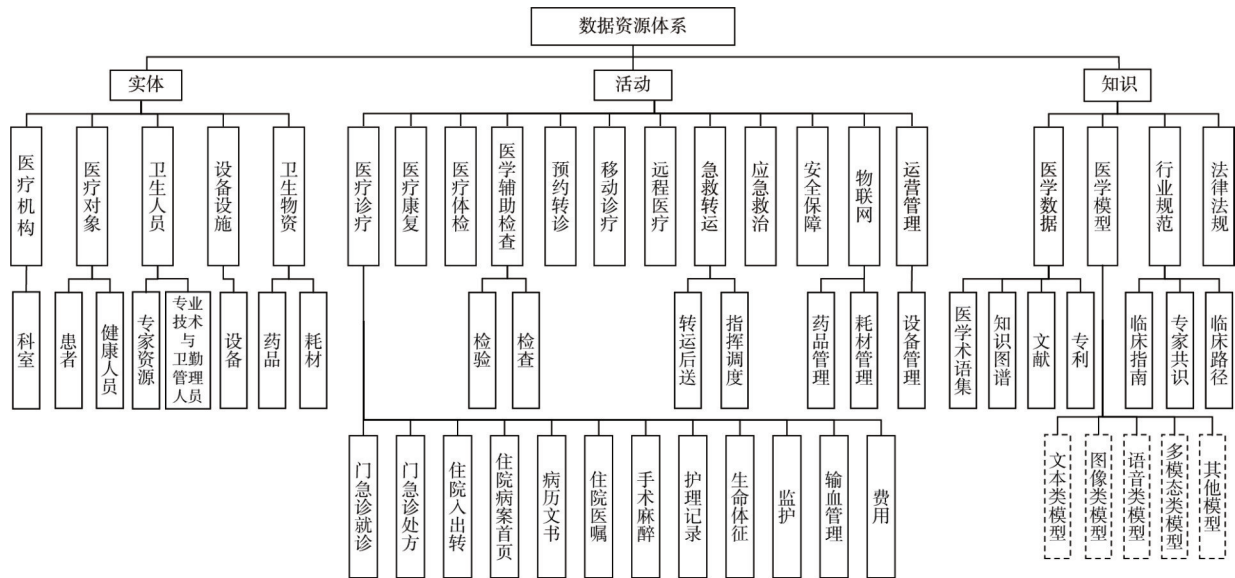 数据资源体系
实体
活动
知识
医疗机构
医疗对象
卫生人员
设备设施
卫生物资
医疗诊疗
医疗康复
医疗体检
医学辅助检查
预约转诊
移动诊疗
远程医疗
急救转运
应急救治
安全保障
物联网
运营管理
医学数据
医学模型
行业规范
法律法规
科室
患者
健康人员
专家资源
专业技术与卫勤管理人员
设备
药品
耗材
检验
检查
转运后送
指挥调度
药品管理
耗材管理
设备管理
医学术语集
知识图谱
文献
专利
临床指南
专家共识
临床路径
门急诊就诊
门急诊处方
住院入出转
住院病案首页
病历文书
住院医嘱
手术麻醉
护理记录
生命体征
监护
输血管理
费用
文本类模型
图像类模型
语音类模型
多模态类模型
其他模型